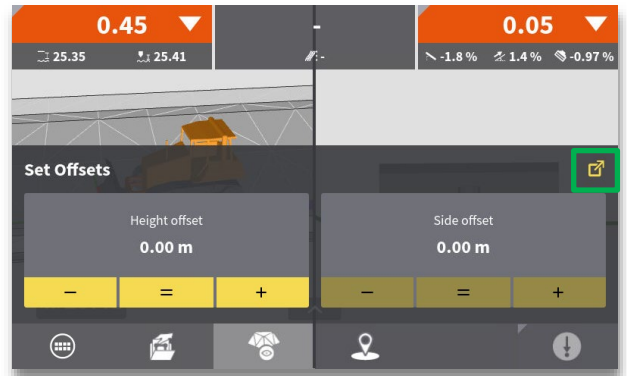 0.45
-
0.05
25.35 25.41
: -
-1.8 % 1.4 % -0.97 %
Set Offsets
Height offset
Side offset
0.00 m
0.00 m
- = +
- = +